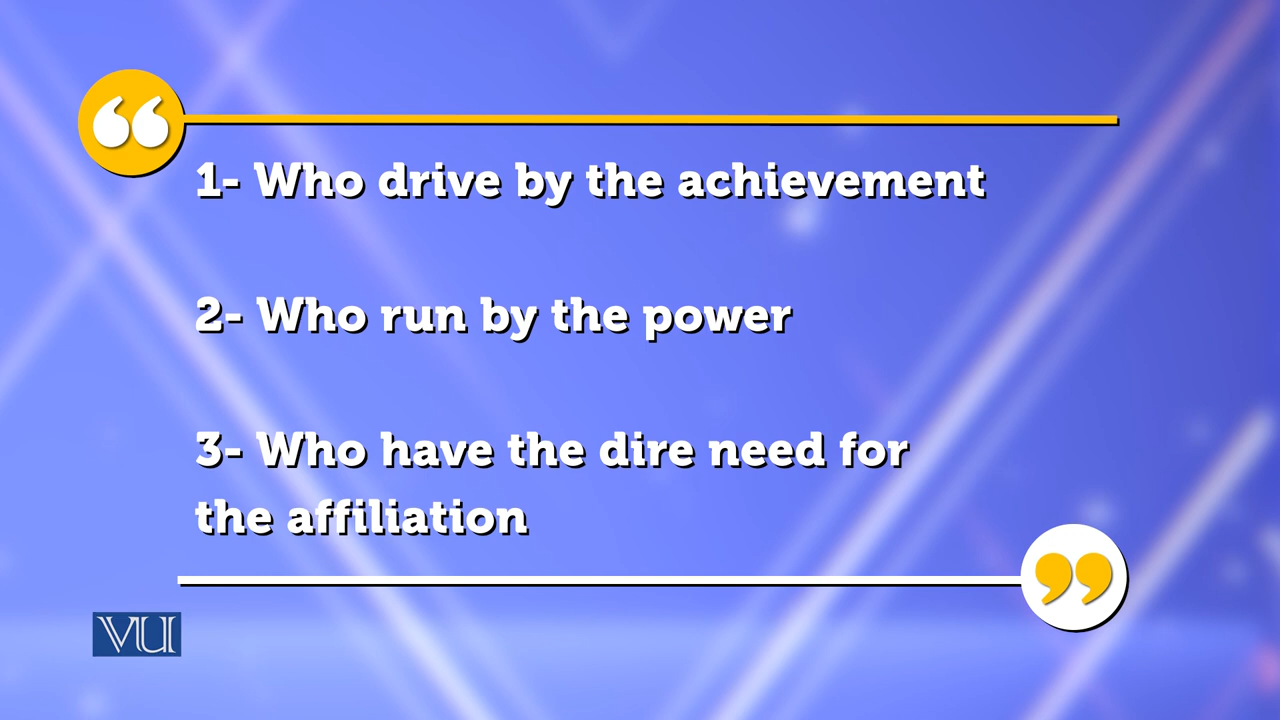 1- Who drive by the achievement
2- Who run by the power
3- Who have the dire need for
the affiliation
VU